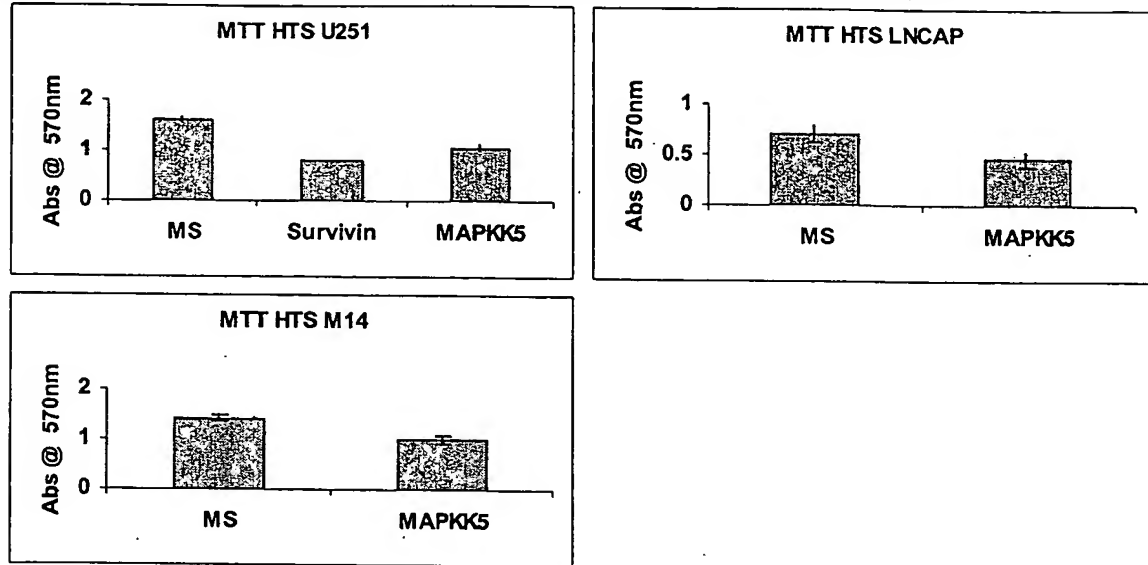 MTT HTS U251
Abs @ 570nm
2
1
0
MS Survivin MAPKK5
MTT HTS LNCAP
Abs @ 570nm
1
0.5
0
MS MAPKK5
MTT HTS M14
Abs @ 570nm
2
1
0
MS MAPKK5